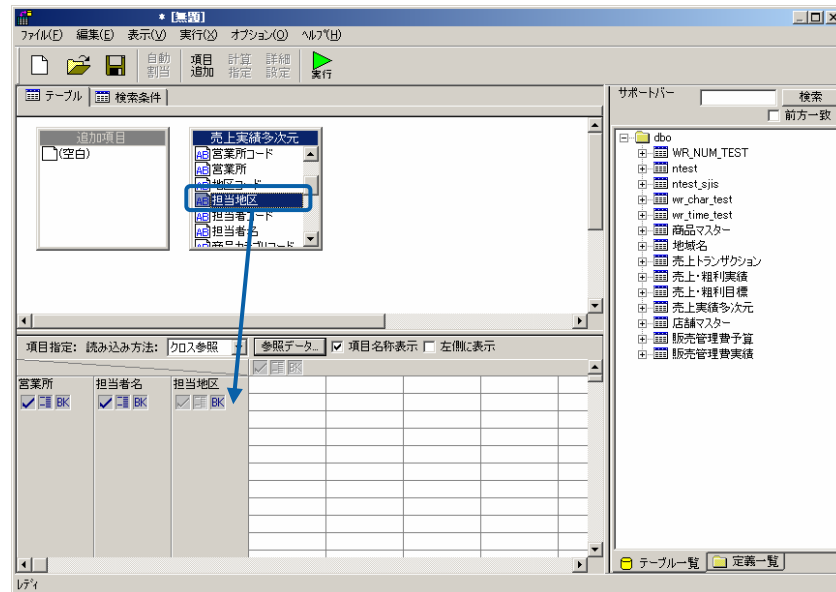 * [無題]
ﾌｧｲﾙ(F) 編集(E) 表示(V) 実行(X) オプション(O) ﾍﾙﾌﾟ(H)
自動割当 項目追加 計算指定 詳細設定 実行
テーブル 検索条件
サポートバー 検索
前方一致
追加項目
(空白)
売上実績多次元
営業所コード
営業所
地区コード
担当地区
担当者コード
担当者名
商品カテゴリコード
dbo
WR_NUM_TEST
ntest
ntest_sjis
wr_char_test
wr_time_test
商品マスター
地域名
売上トランザクション
売上・粗利実績
売上・粗利目標
売上実績多次元
店舗マスター
販売管理費予算
販売管理費実績
項目指定: 読み込み方法: クロス参照 参照データ... 項目名称表示 左側に表示
BK
営業所 担当者名 担当地区
BK BK BK
テーブル一覧 定義一覧
ﾚﾃﾞｨ